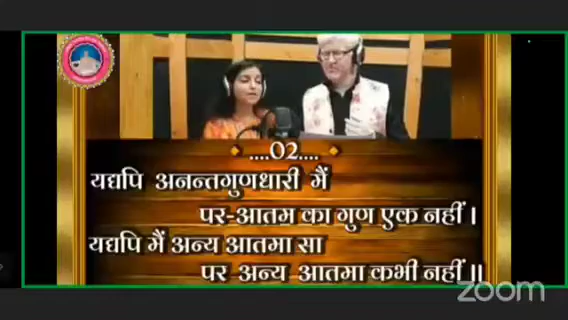 ....02....
यद्यपि अनन्तगुणधारी मैं
पर-आतम का गुण एक नहीं ।
यद्यपि मैं अन्य आतमा सा
पर अन्य आतमा कभी नहीं ॥
zoom